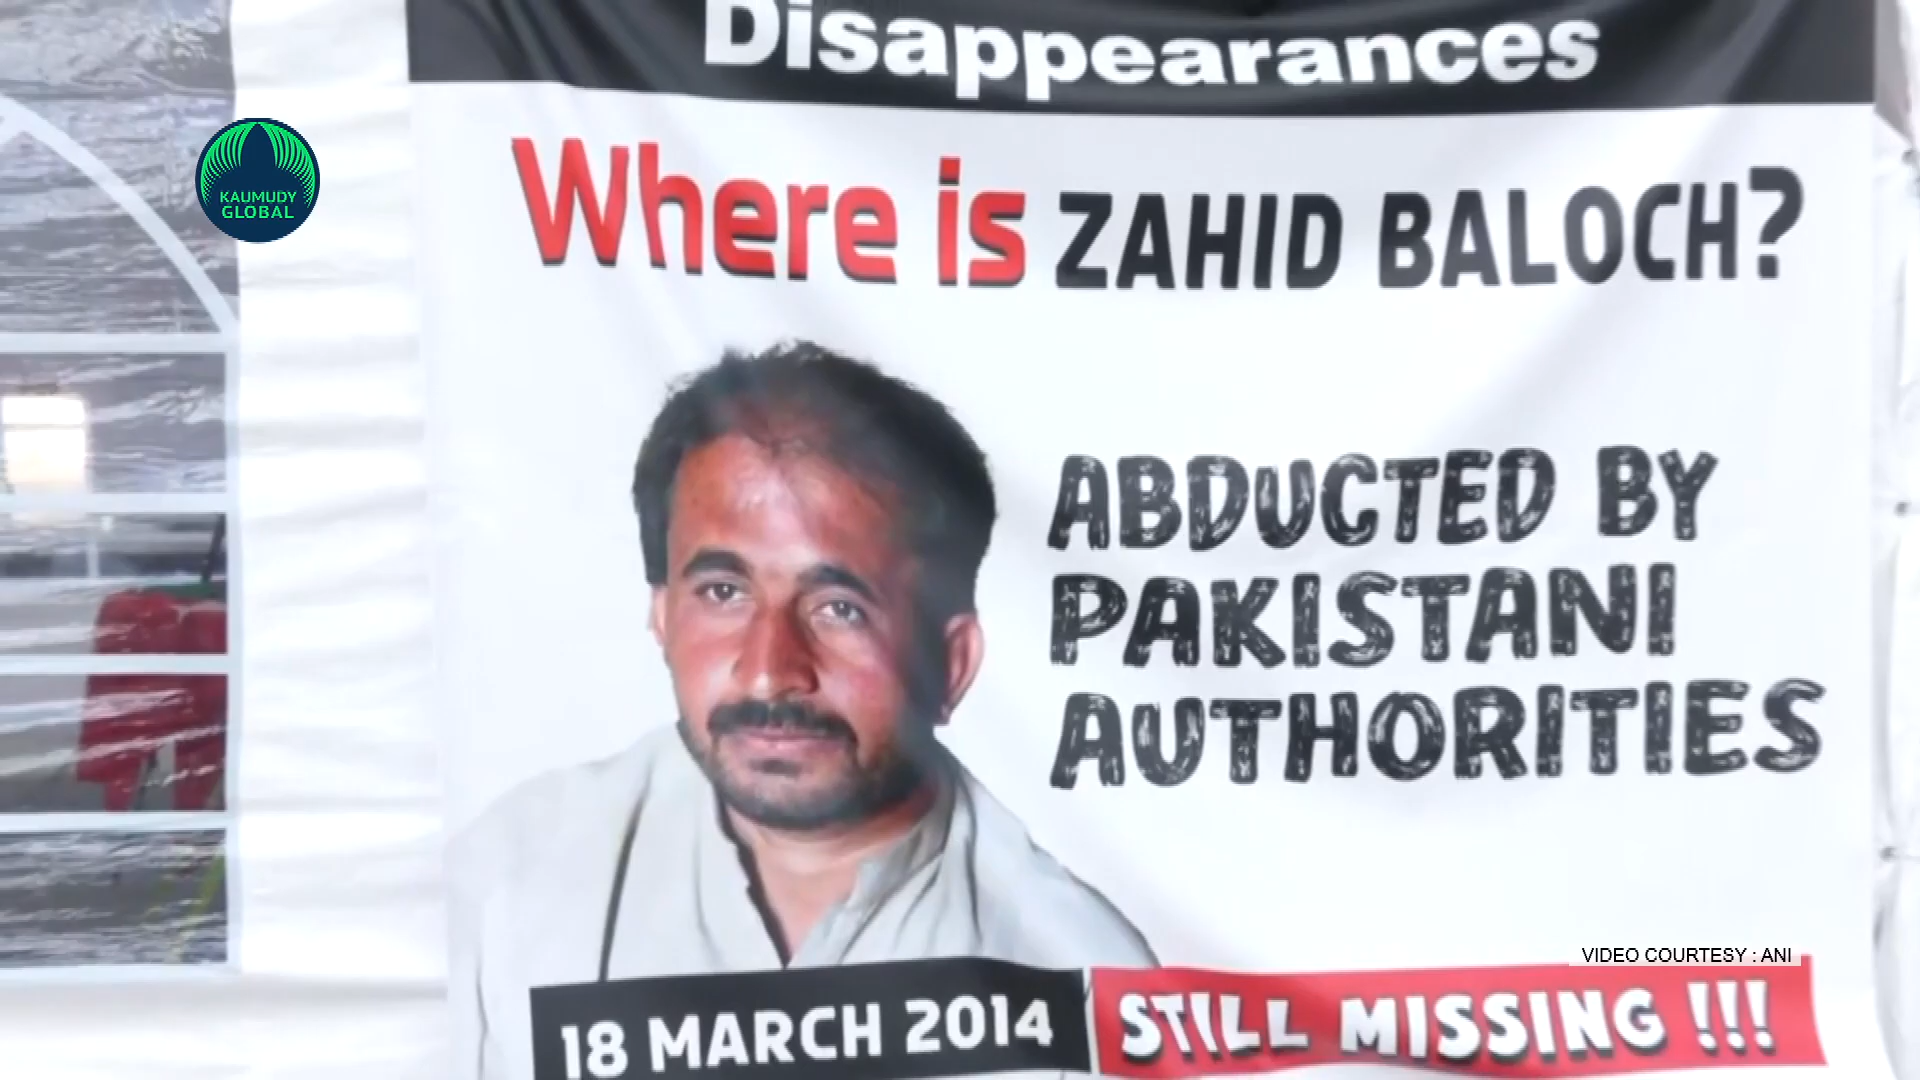 Disappearances
KAUMUDY
GLOBAL
Where is ZAHID BALOCH?
ABDUCTED BY
PAKISTANI
AUTHORITIES
VIDEO COURTESY : ANI
18 MARCH 2014 STILL MISSING !!!